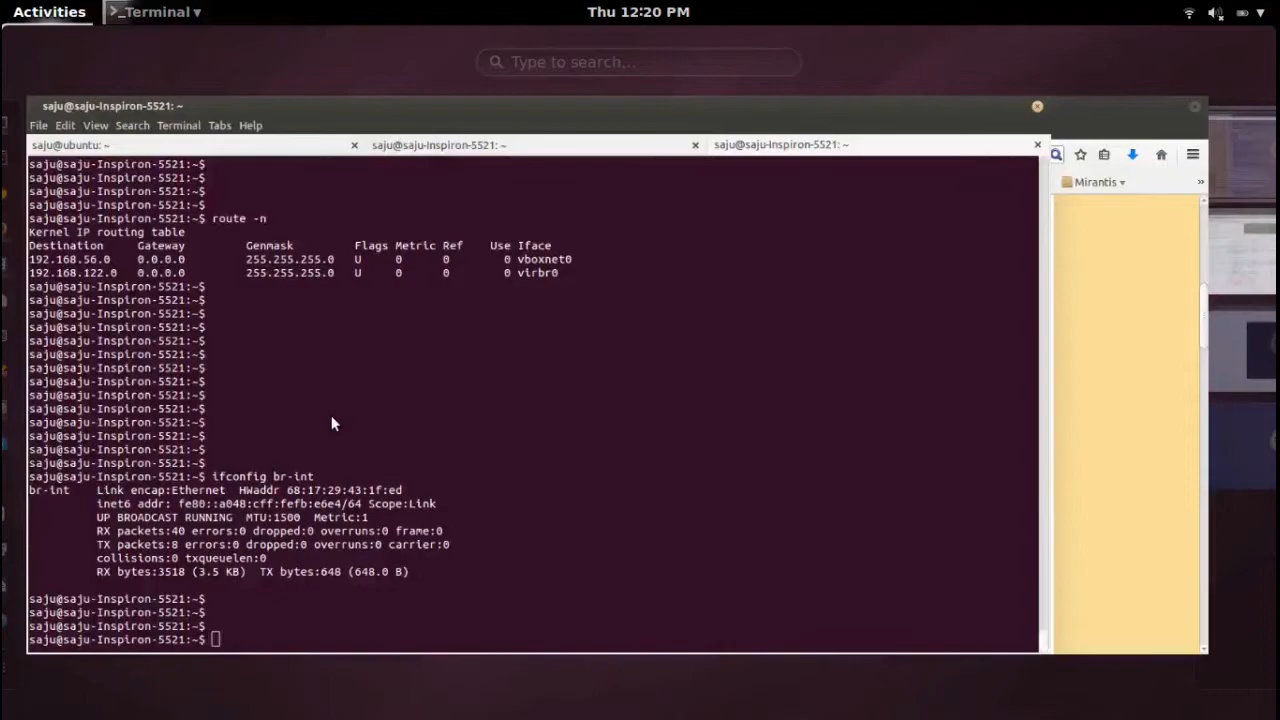 Activities
>_Terminal ▾
Thu 12:20 PM
Type to search...
saju@saju-Inspiron-5521: ~
File Edit View Search Terminal Tabs Help
saju@ubuntu: ~
saju@saju-Inspiron-5521: ~
saju@saju-Inspiron-5521: ~
Mirantis ▾
»
saju@saju-Inspiron-5521:~$
saju@saju-Inspiron-5521:~$
saju@saju-Inspiron-5521:~$
saju@saju-Inspiron-5521:~$
saju@saju-Inspiron-5521:~$ route -n
Kernel IP routing table
Destination Gateway Genmask Flags Metric Ref Use Iface
192.168.56.0 0.0.0.0 255.255.255.0 U 0 0 0 vboxnet0
192.168.122.0 0.0.0.0 255.255.255.0 U 0 0 0 virbr0
saju@saju-Inspiron-5521:~$
saju@saju-Inspiron-5521:~$
saju@saju-Inspiron-5521:~$
saju@saju-Inspiron-5521:~$
saju@saju-Inspiron-5521:~$
saju@saju-Inspiron-5521:~$
saju@saju-Inspiron-5521:~$
saju@saju-Inspiron-5521:~$
saju@saju-Inspiron-5521:~$
saju@saju-Inspiron-5521:~$
saju@saju-Inspiron-5521:~$
saju@saju-Inspiron-5521:~$
saju@saju-Inspiron-5521:~$
saju@saju-Inspiron-5521:~$
saju@saju-Inspiron-5521:~$ ifconfig br-int
br-int Link encap:Ethernet HWaddr 68:17:29:43:1f:ed
inet6 addr: fe80::a048:cff:fefb:e6e4/64 Scope:Link
UP BROADCAST RUNNING MTU:1500 Metric:1
RX packets:40 errors:0 dropped:0 overruns:0 frame:0
TX packets:8 errors:0 dropped:0 overruns:0 carrier:0
collisions:0 txqueuelen:0
RX bytes:3518 (3.5 KB) TX bytes:648 (648.0 B)
saju@saju-Inspiron-5521:~$
saju@saju-Inspiron-5521:~$
saju@saju-Inspiron-5521:~$
saju@saju-Inspiron-5521:~$